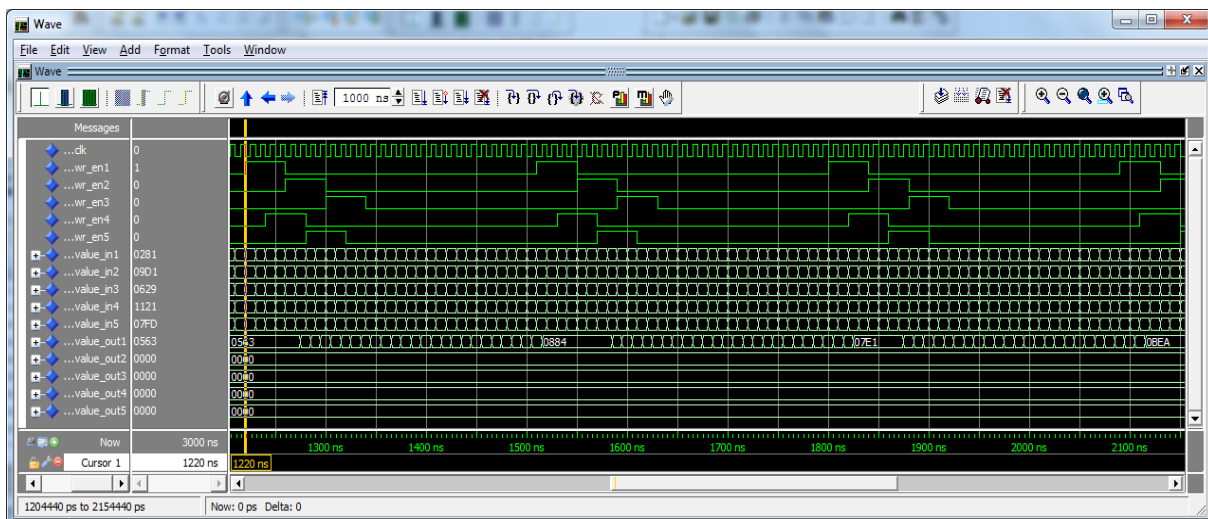 Wave
File Edit View Add Format Tools Window
Wave
1000 ns
Messages
...clk 0
...wr_en1 1
...wr_en2 0
...wr_en3 0
...wr_en4 0
...wr_en5 0
...value_in1 0281
...value_in2 09D1
...value_in3 0629
...value_in4 1121
...value_in5 07FD
...value_out1 0563 0563 0884 07E1 0BEA
...value_out2 0000 0000
...value_out3 0000 0000
...value_out4 0000 0000
...value_out5 0000 0000
Now 3000 ns 1300 ns 1400 ns 1500 ns 1600 ns 1700 ns 1800 ns 1900 ns 2000 ns 2100 ns
Cursor 1 1220 ns 1220 ns
1204440 ps to 2154440 ps Now: 0 ps Delta: 0